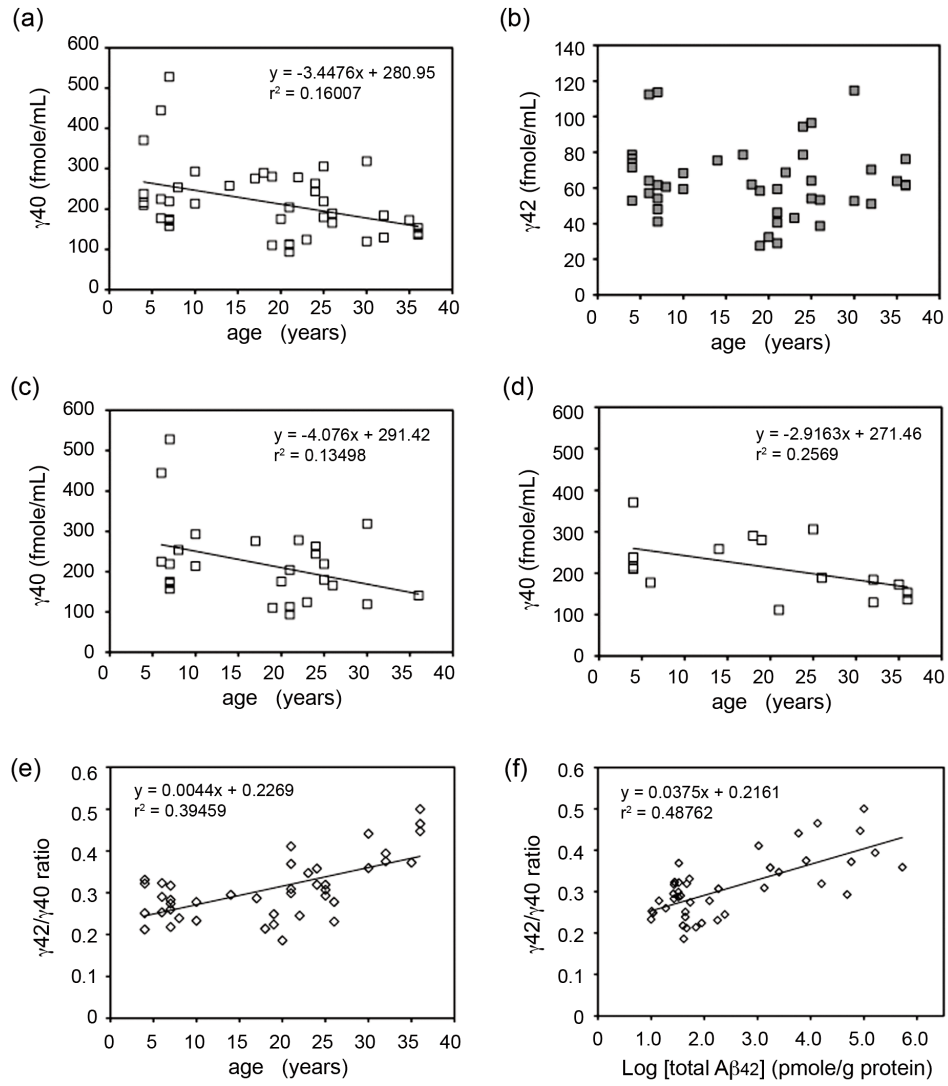 (a)
600
500
400
300
200
100
0
γ40 (fmole/mL)
y = -3.4476x + 280.95
r² = 0.16007
0 5 10 15 20 25 30 35 40
age (years)
(b)
140
120
100
80
60
40
20
0
γ42 (fmole/mL)
0 5 10 15 20 25 30 35 40
age (years)
(c)
600
500
400
300
200
100
0
γ40 (fmole/mL)
y = -4.076x + 291.42
r² = 0.13498
0 5 10 15 20 25 30 35 40
age (years)
(d)
600
500
400
300
200
100
0
γ40 (fmole/mL)
y = -2.9163x + 271.46
r² = 0.2569
0 5 10 15 20 25 30 35 40
age (years)
(e)
0.6
0.5
0.4
0.3
0.2
0.1
0
γ42/γ40 ratio
y = 0.0044x + 0.2269
r² = 0.39459
0 5 10 15 20 25 30 35 40
age (years)
(f)
0.6
0.5
0.4
0.3
0.2
0.1
0
γ42/γ40 ratio
y = 0.0375x + 0.2161
r² = 0.48762
0 1.0 2.0 3.0 4.0 5.0 6.0
Log [total Aβ42] (pmole/g protein)